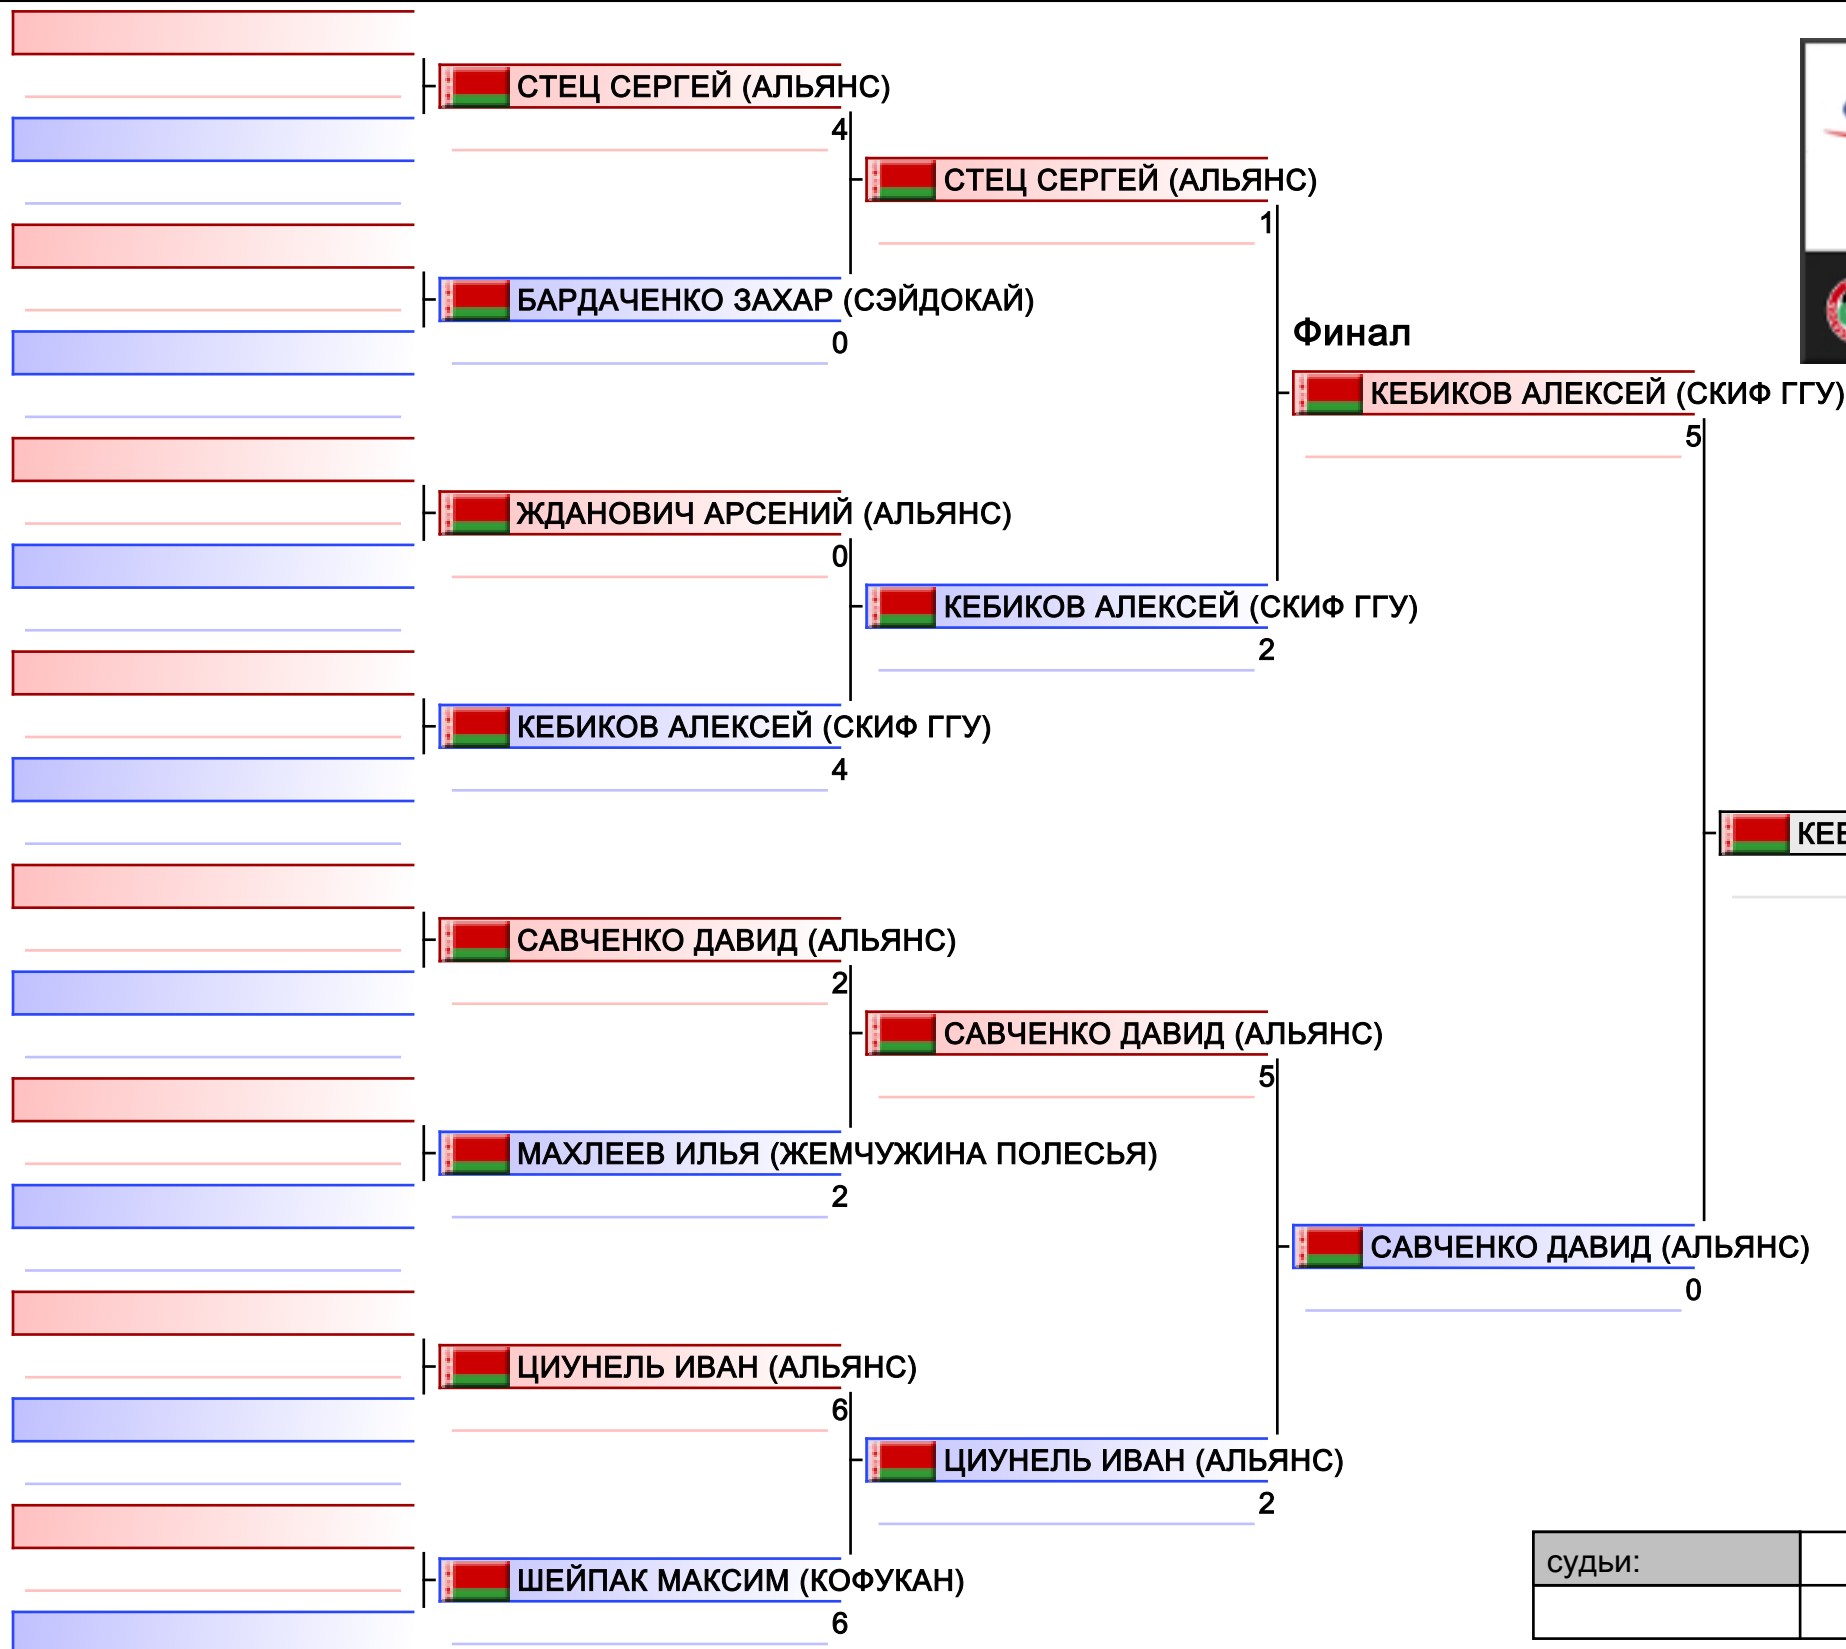 СТЕЦ СЕРГЕЙ (АЛЬЯНС)
4
СТЕЦ СЕРГЕЙ (АЛЬЯНС)
1
БАРДАЧЕНКО ЗАХАР (СЭЙДОКАЙ)
0
Финал
КЕБИКОВ АЛЕКСЕЙ (СКИФ ГГУ)
5
ЖДАНОВИЧ АРСЕНИЙ (АЛЬЯНС)
0
КЕБИКОВ АЛЕКСЕЙ (СКИФ ГГУ)
2
КЕБИКОВ АЛЕКСЕЙ (СКИФ ГГУ)
4
САВЧЕНКО ДАВИД (АЛЬЯНС)
2
САВЧЕНКО ДАВИД (АЛЬЯНС)
5
МАХЛЕЕВ ИЛЬЯ (ЖЕМЧУЖИНА ПОЛЕСЬЯ)
2
САВЧЕНКО ДАВИД (АЛЬЯНС)
0
ЦИУНЕЛЬ ИВАН (АЛЬЯНС)
6
ЦИУНЕЛЬ ИВАН (АЛЬЯНС)
2
ШЕЙПАК МАКСИМ (КОФУКАН)
6
судьи: